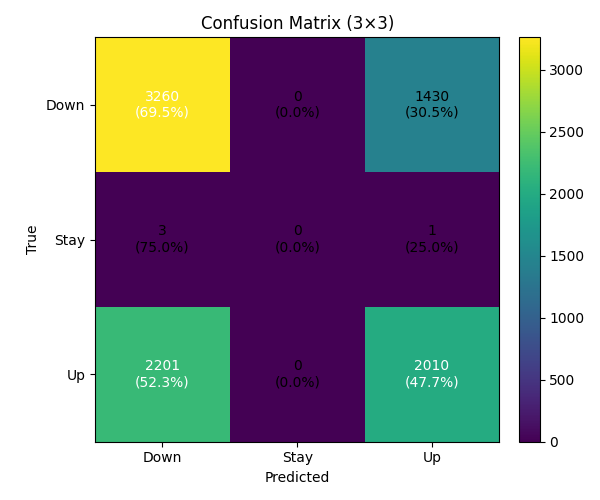 Confusion Matrix (3×3)
Down
3260
(69.5%)
0
(0.0%)
1430
(30.5%)
Stay
3
(75.0%)
0
(0.0%)
1
(25.0%)
Up
2201
(52.3%)
0
(0.0%)
2010
(47.7%)
Down
Stay
Up
Predicted
True
3000
2500
2000
1500
1000
500
0